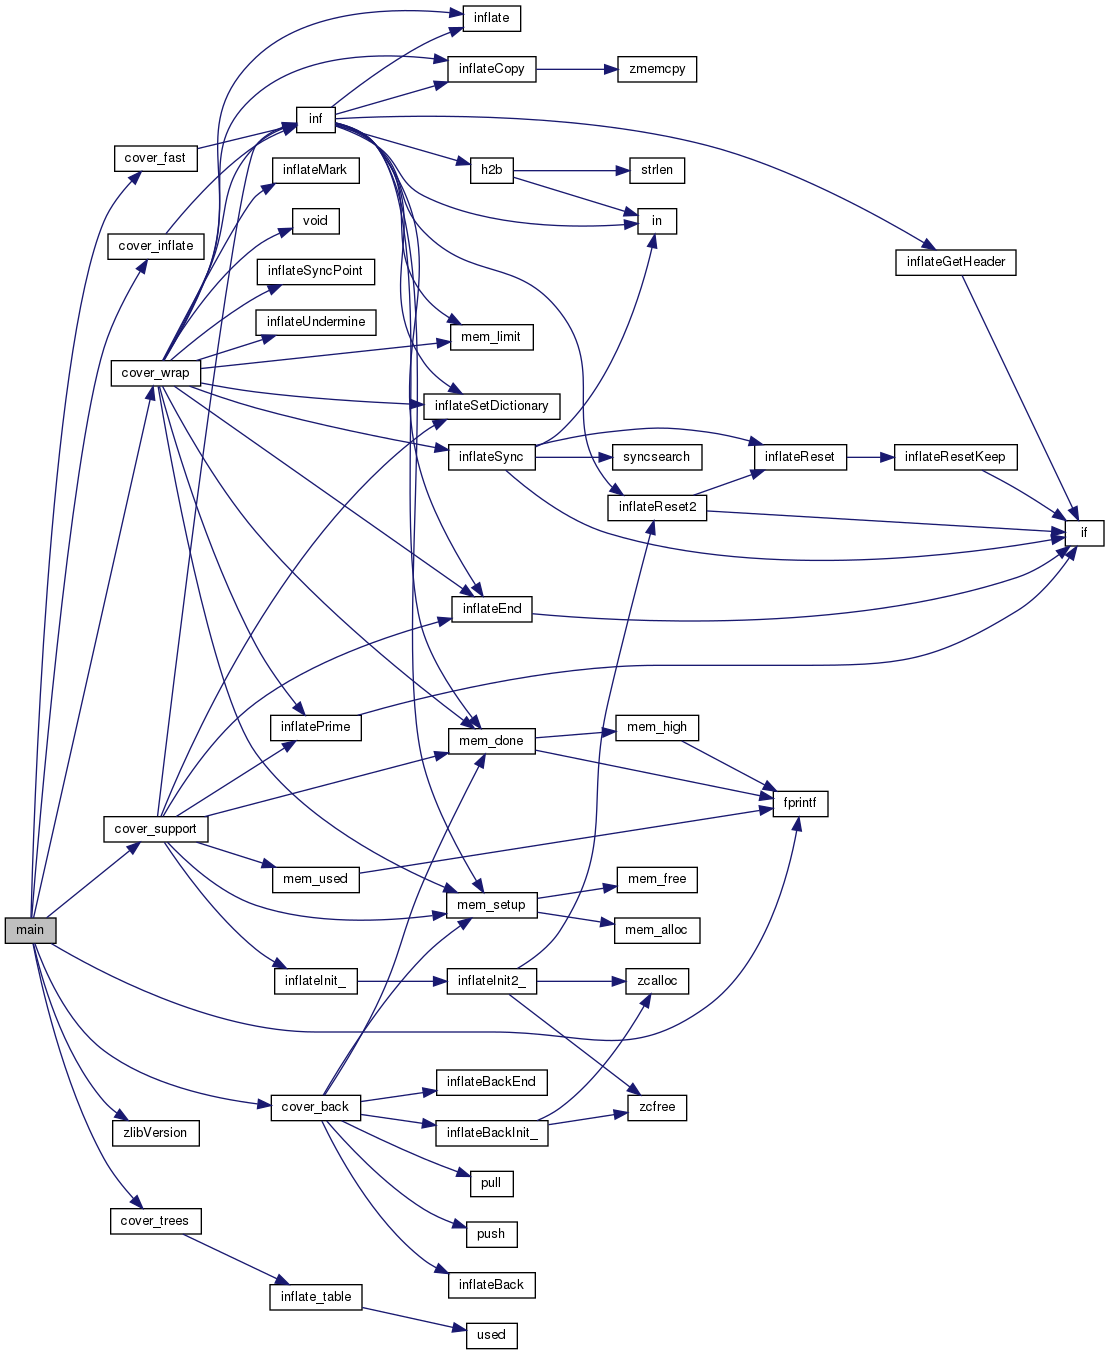 inflate
inflateCopy
zmemcpy
inf
cover_fast
inflateMark
h2b
strlen
void
in
cover_inflate
inflateGetHeader
inflateSyncPoint
inflateUndermine
mem_limit
cover_wrap
inflateSetDictionary
inflateSync
syncsearch
inflateReset
inflateResetKeep
inflateReset2
if
inflateEnd
inflatePrime
mem_high
mem_done
fprintf
cover_support
mem_used
mem_free
mem_setup
main
mem_alloc
inflateInit_
inflateInit2_
zcalloc
inflateBackEnd
cover_back
zcfree
zlibVersion
inflateBackInit_
pull
cover_trees
push
inflateBack
inflate_table
used